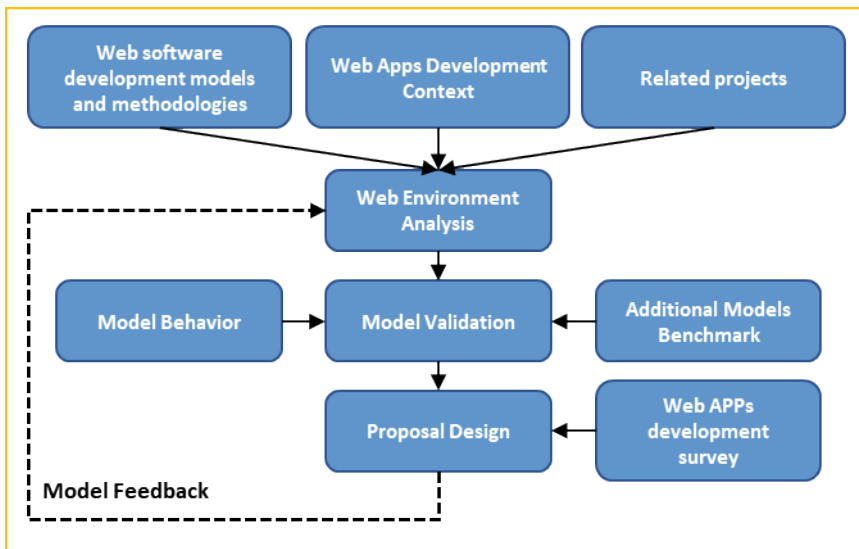 Web software
development models
and methodologies
Web Apps Development
Context
Related projects
Web Environment
Analysis
Model Behavior
Model Validation
Additional Models
Benchmark
Proposal Design
Web APPs
development
survey
Model Feedback